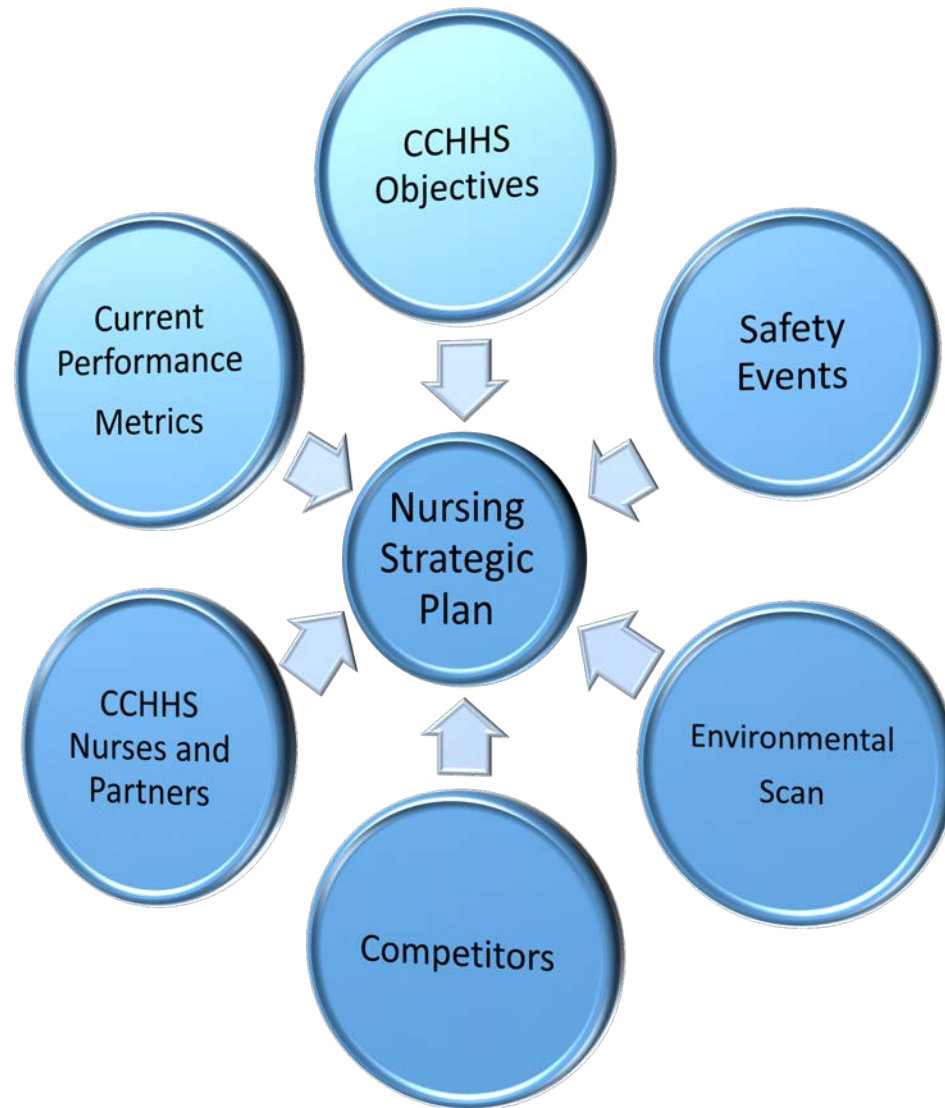 CCHHS
Objectives
Safety
Events
Environmental
Scan
Competitors
CCHHS
Nurses and
Partners
Current
Performance
Metrics
Nursing
Strategic
Plan